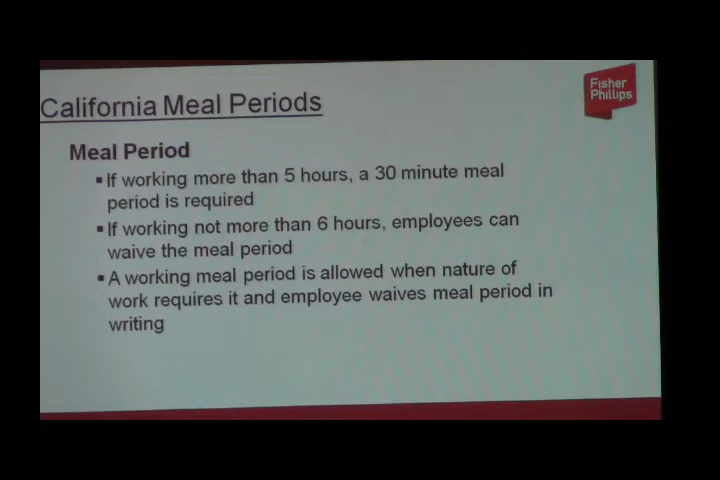 California Meal Periods
Fisher
Phillips
Meal Period
▪ If working more than 5 hours, a 30 minute meal
period is required
▪ If working not more than 6 hours, employees can
waive the meal period
▪ A working meal period is allowed when nature of
work requires it and employee waives meal period in
writing